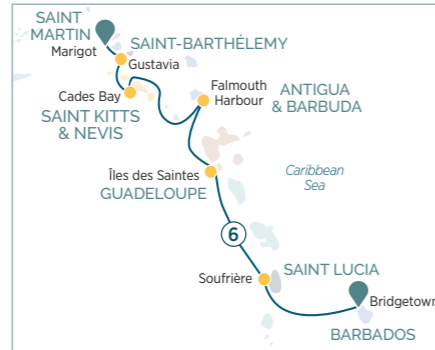 SAINT
MARTIN
Marigot
SAINT-BARTHÉLEMY
Gustavia
Cades Bay
SAINT KITTS
& NEVIS
Falmouth
Harbour
ANTIGUA
& BARBUDA
Îles des Saintes
GUADELOUPE
Caribbean
Sea
6
Soufrière
SAINT LUCIA
Bridgetown
BARBADOS